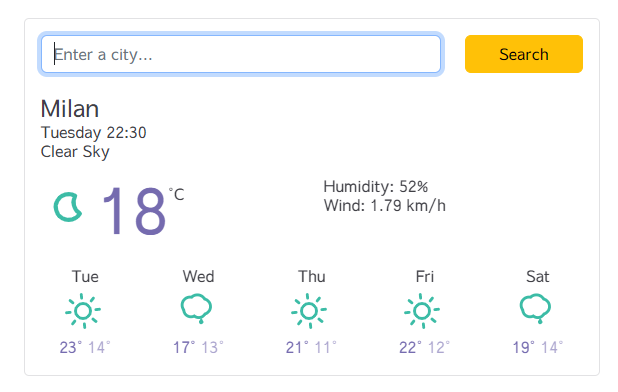 Enter a city...
Search
Milan
Tuesday 22:30
Clear Sky
18°C
Humidity: 52%
Wind: 1.79 km/h
Tue Wed Thu Fri Sat
23° 14° 17° 13° 21° 11° 22° 12° 19° 14°